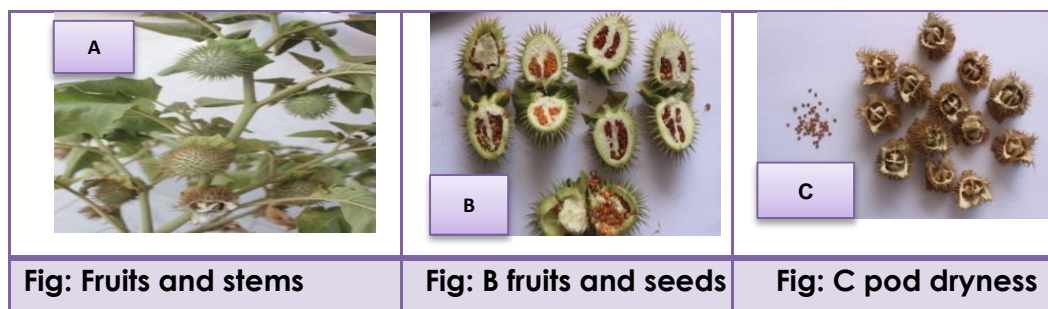 A
B
C
Fig: Fruits and stems
Fig: B fruits and seeds
Fig: C pod dryness